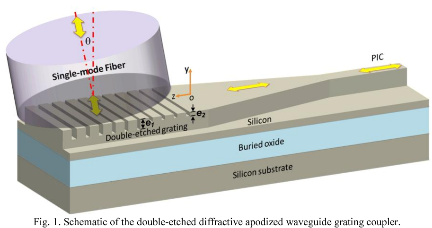 θ
Single-mode Fiber
PIC
y
z
o
e₁
e₂
Double-etched grating
Silicon
Buried oxide
Silicon substrate
Fig. 1. Schematic of the double-etched diffractive apodized waveguide grating coupler.